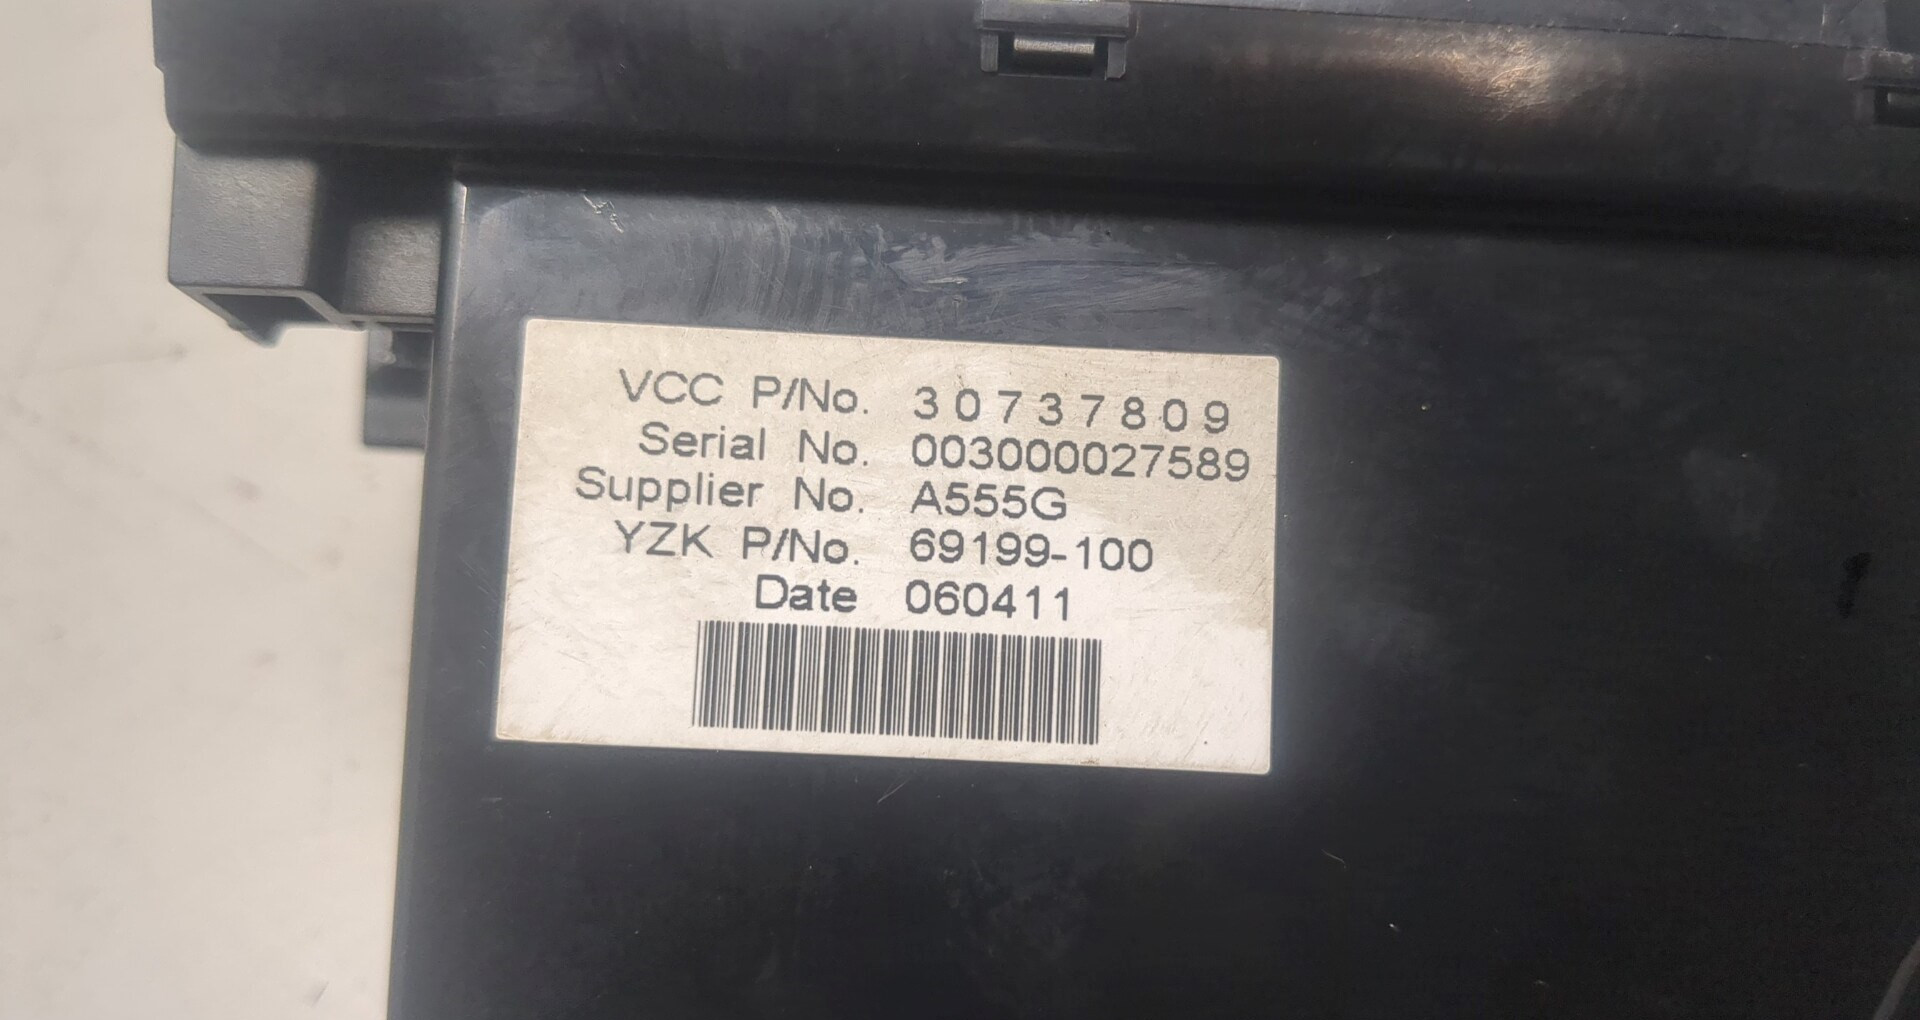 VCC P/No. 30737809
Serial No. 003000027589
Supplier No. A555G
YZK P/No. 69199-100
Date 060411